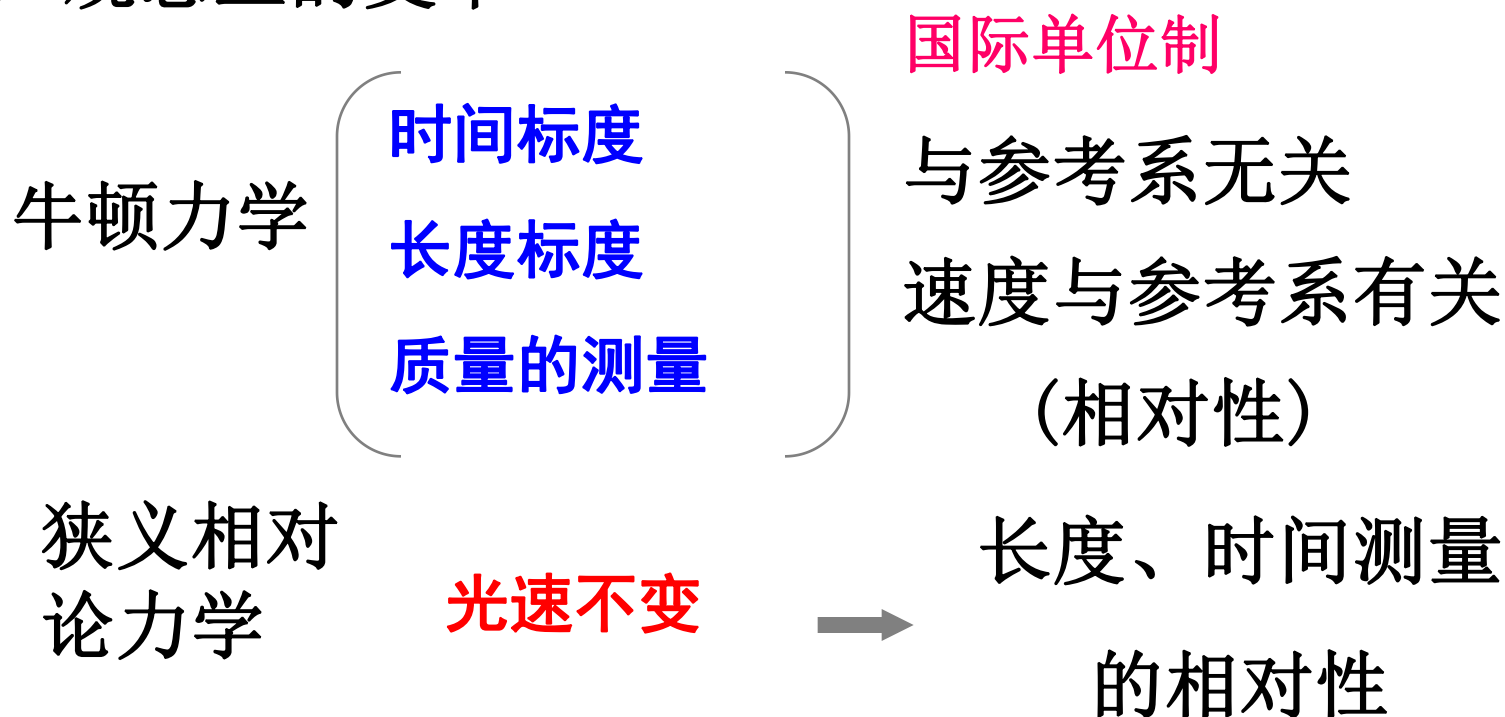 国际单位制
时间标度
与参考系无关
牛顿力学
长度标度
速度与参考系有关
质量的测量
(相对性)
狭义相对
论力学
光速不变
长度、时间测量
的相对性